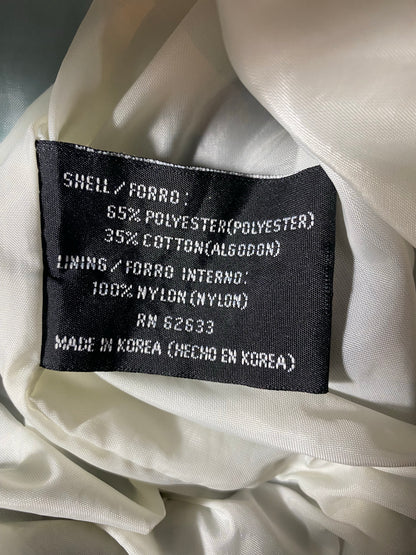 SHELL/FORRO:
65% POLYESTER(POLYESTER)
35% COTTON(ALGODON)
LINING/FORRO INTERNO:
100% NYLON(NYLON)
RN 62633
MADE IN KOREA (HECHO EN KOREA)